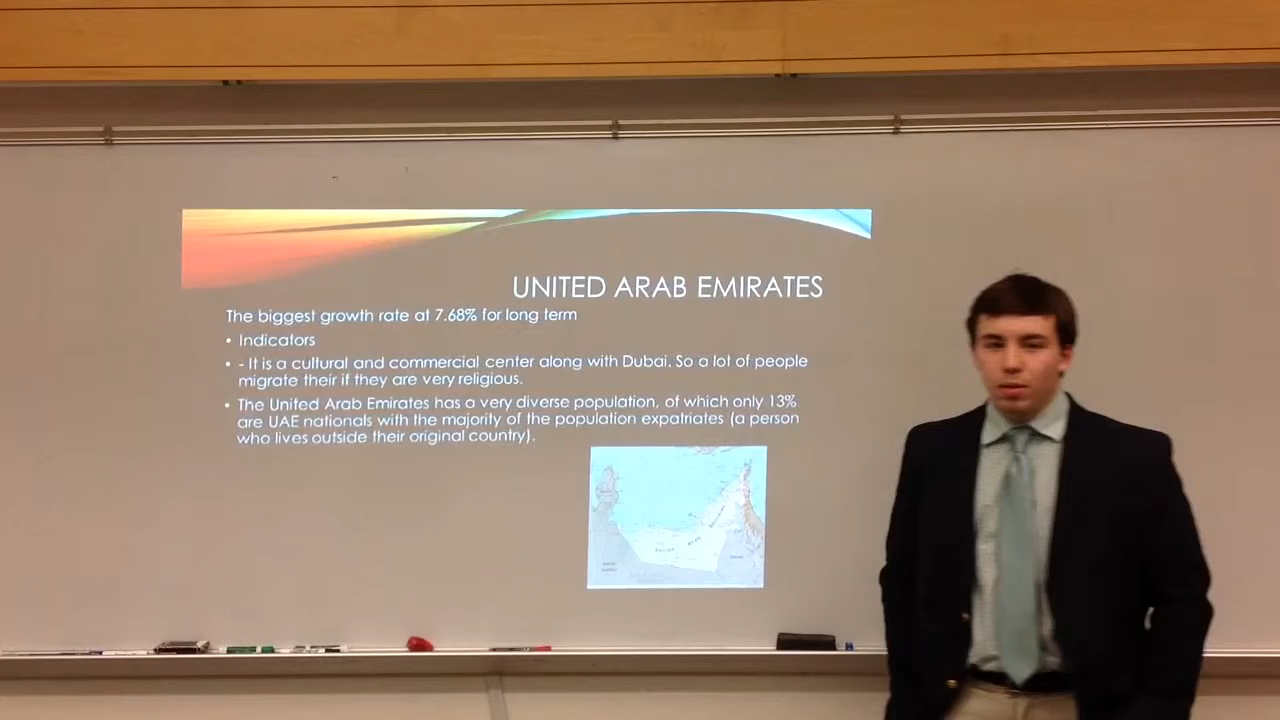 UNITED ARAB EMIRATES
The biggest growth rate at 7.68% for long term
• Indicators
• - It is a cultural and commercial center along with Dubai. So a lot of people
migrate their if they are very religious.
• The United Arab Emirates has a very diverse population, of which only 13%
are UAE nationals with the majority of the population expatriates (a person
who lives outside their original country).